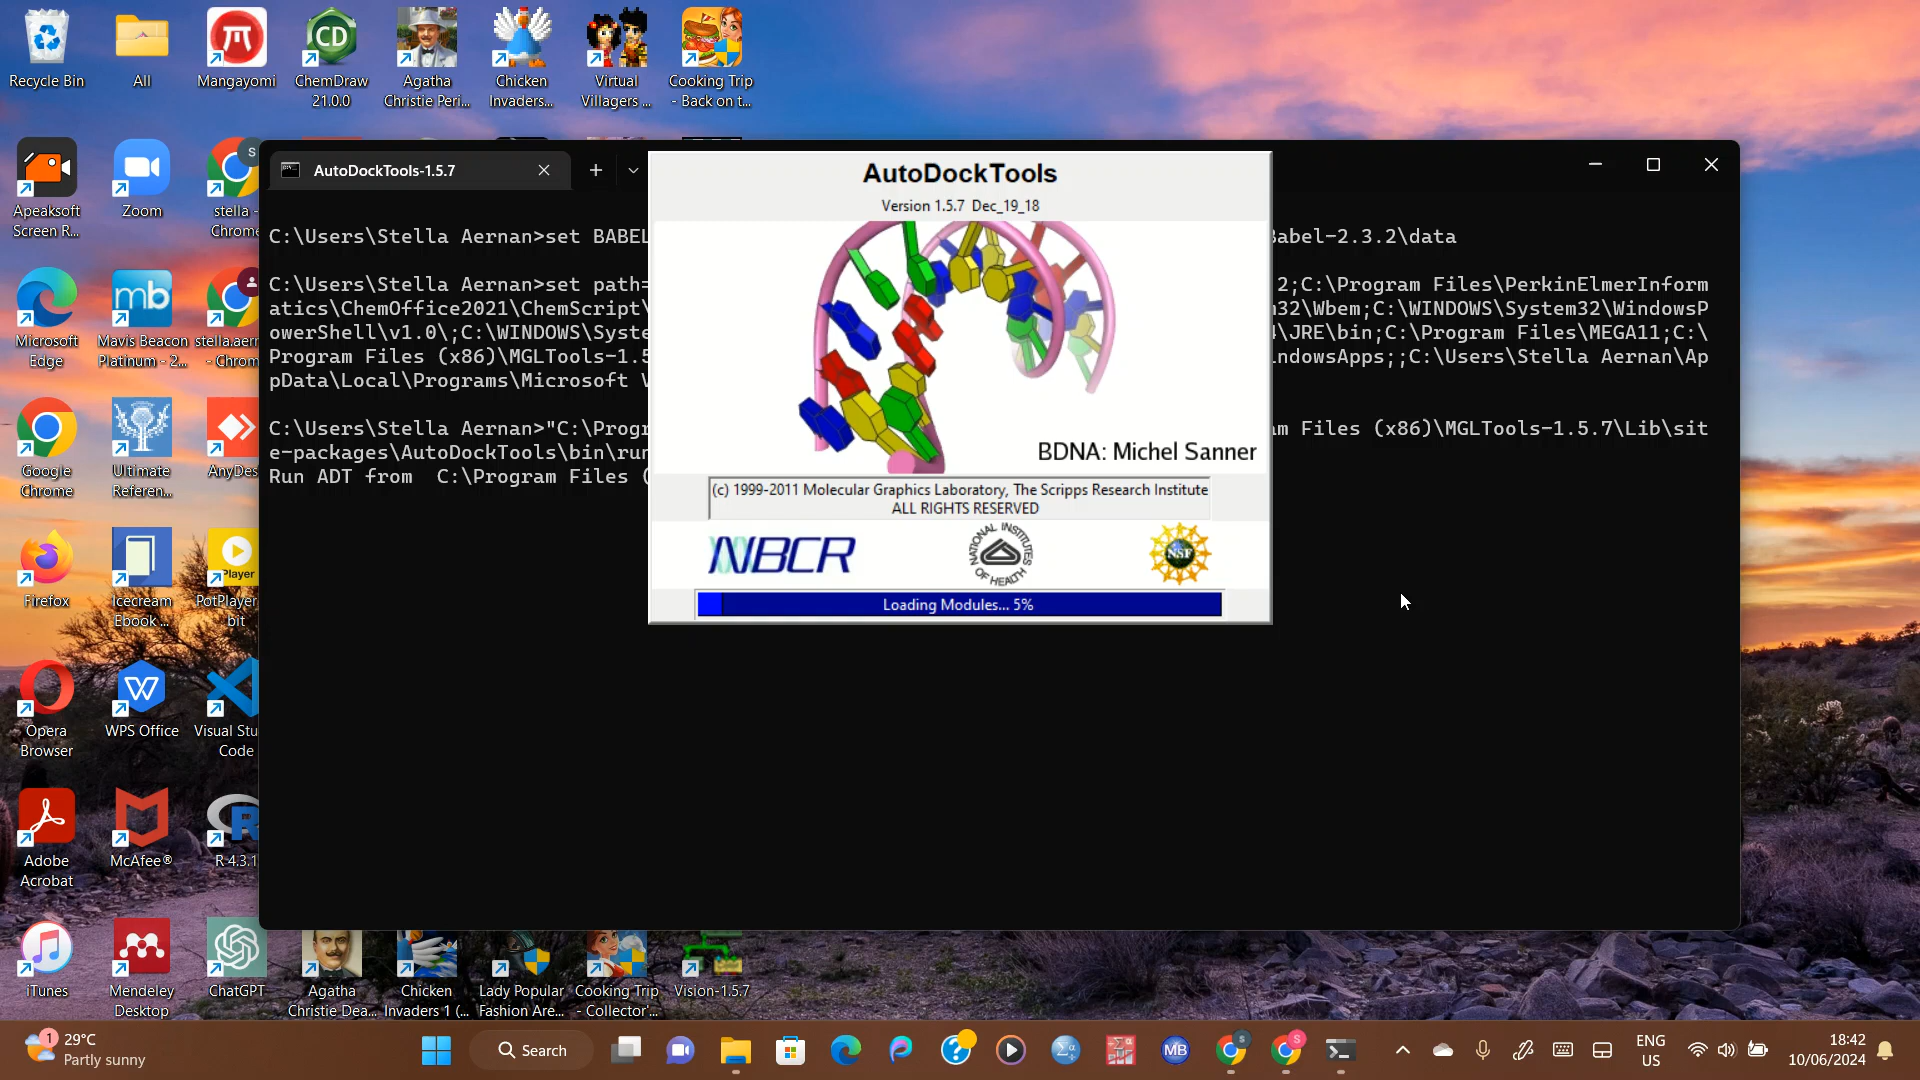 Recycle Bin
All
Mangayomi
ChemDraw
21.0.0
Agatha
Christie Peri...
Chicken
Invaders...
Virtual
Villagers ...
Cooking Trip
- Back on t...
Apeaksoft
Screen R...
Zoom
stella -
Chrome
Microsoft
Edge
Mavis Beacon
Platinum - 2...
stella.aern
- Chrom
Google
Chrome
Ultimate
Referen...
AnyDes
Firefox
Icecream
Ebook ...
PotPlayer
bit
Opera
Browser
WPS Office
Visual Stu
Code
Adobe
Acrobat
McAfee®
R 4.3.1
iTunes
Mendeley
Desktop
ChatGPT
Agatha
Christie Dea...
Chicken
Invaders 1 (...
Lady Popular
Fashion Are...
Cooking Trip
- Collector'...
Vision-1.5.7
AutoDockTools-1.5.7
C:\Users\Stella Aernan>set BABEL
abel-2.3.2\data
C:\Users\Stella Aernan>set path=
2;C:\Program Files\PerkinElmerInform
atics\ChemOffice2021\ChemScript\
m32\Wbem;C:\WINDOWS\System32\WindowsP
owerShell\v1.0\;C:\WINDOWS\Syste
\JRE\bin;C:\Program Files\MEGA11;C:\
Program Files (x86)\MGLTools-1.5
ndowsApps;;C:\Users\Stella Aernan\Ap
pData\Local\Programs\Microsoft V
C:\Users\Stella Aernan>"C:\Progr
m Files (x86)\MGLTools-1.5.7\Lib\sit
e-packages\AutoDockTools\bin\run
Run ADT from  C:\Program Files (
AutoDockTools
Version 1.5.7 Dec_19_18
BDNA: Michel Sanner
(c) 1999-2011 Molecular Graphics Laboratory, The Scripps Research Institute
ALL RIGHTS RESERVED
NBCR
NATIONAL INSTITUTES OF HEALTH
NSF
Loading Modules... 5%
1
29°C
Partly sunny
Search
MB
ENG
US
18:42
10/06/2024